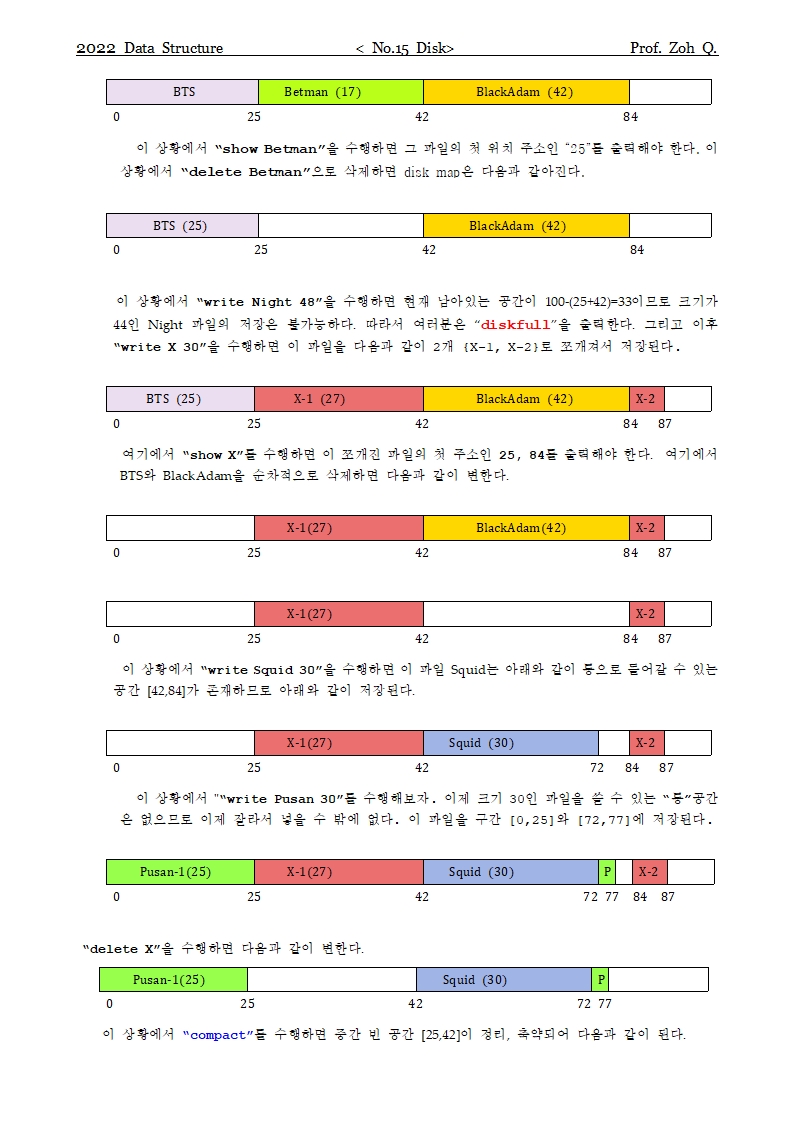 2022 Data Structure < No.15 Disk> Prof. Zoh Q.
BTS Betman (17) BlackAdam (42)
0 25 42 84
이 상황에서 “show Betman”을 수행하면 그 파일의 첫 위치 주소인 “25”를 출력해야 한다. 이
상황에서 “delete Betman”으로 삭제하면 disk map은 다음과 같아진다.
BTS (25) BlackAdam (42)
0 25 42 84
이 상황에서 “write Night 48”을 수행하면 현재 남아있는 공간이 100-(25+42)=33이므로 크기가
44인 Night 파일의 저장은 불가능하다. 따라서 여러분은 “diskfull”을 출력한다. 그리고 이후
“write X 30”을 수행하면 이 파일을 다음과 같이 2개 {X-1, X-2}로 쪼개져서 저장된다.
BTS (25) X-1 (27) BlackAdam (42) X-2
0 25 42 84 87
여기에서 “show X”를 수행하면 이 쪼개진 파일의 첫 주소인 25, 84를 출력해야 한다. 여기에서
BTS와 BlackAdam을 순차적으로 삭제하면 다음과 같이 변한다.
X-1(27) BlackAdam(42) X-2
0 25 42 84 87
X-1(27) X-2
0 25 42 84 87
이 상황에서 “write Squid 30”을 수행하면 이 파일 Squid는 아래와 같이 통으로 들어갈 수 있는
공간 [42,84]가 존재하므로 아래와 같이 저장된다.
X-1(27) Squid (30) X-2
0 25 42 72 84 87
이 상황에서 "“write Pusan 30”를 수행해보자. 이제 크기 30인 파일을 쓸 수 있는 “통”공간
은 없으므로 이제 잘라서 넣을 수 밖에 없다. 이 파일을 구간 [0,25]와 [72,77]에 저장된다.
Pusan-1(25) X-1(27) Squid (30) P X-2
0 25 42 72 77 84 87
“delete X”을 수행하면 다음과 같이 변한다.
Pusan-1(25) Squid (30) P
0 25 42 72 77
이 상황에서 “compact”를 수행하면 중간 빈 공간 [25,42]이 정리, 축약되어 다음과 같이 된다.